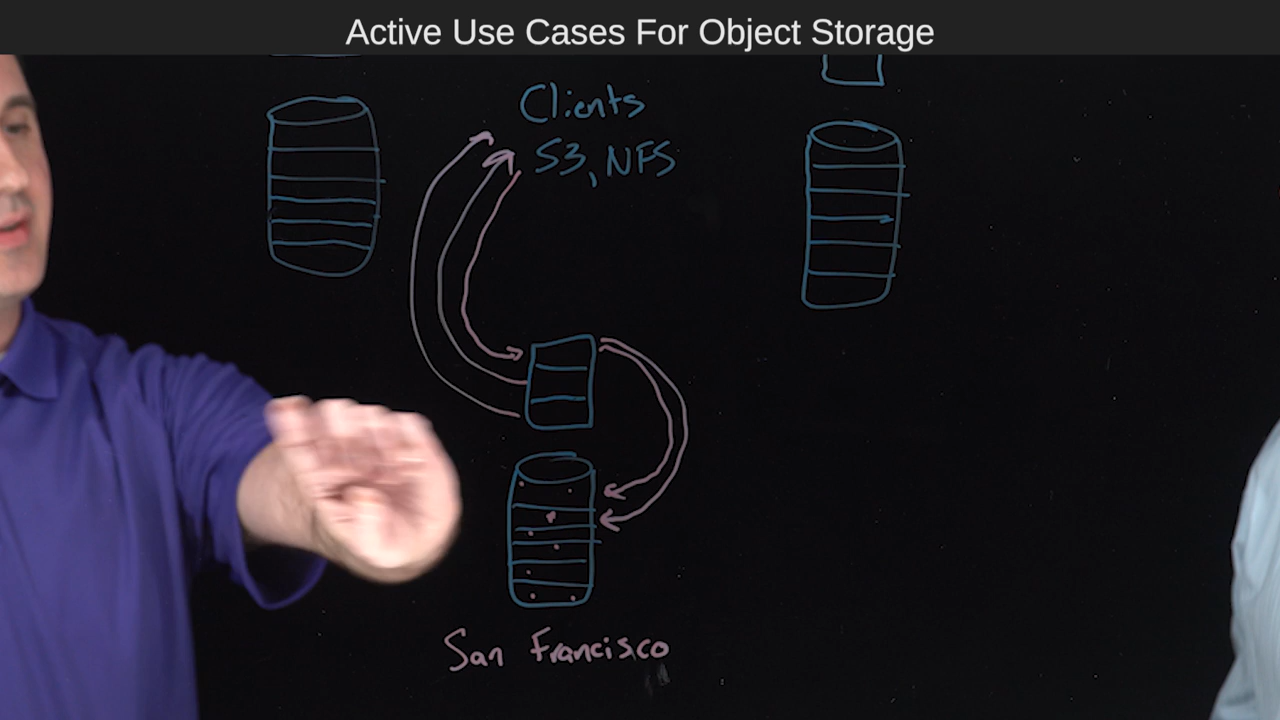 Active Use Cases For Object Storage
Clients
S3, NFS
San Francisco